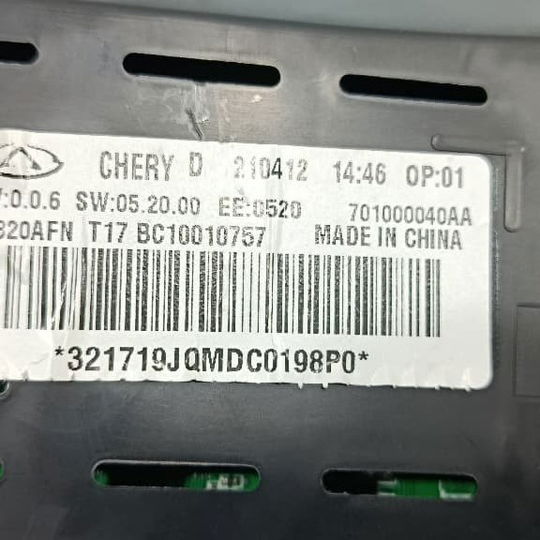 CHERY D 210412 14:46 OP:01
:0.0.6 SW:05.20.00 EE:0520 701000040AA
320AFN T17 BC10010757 MADE IN CHINA
*321719JQMDC0198P0*